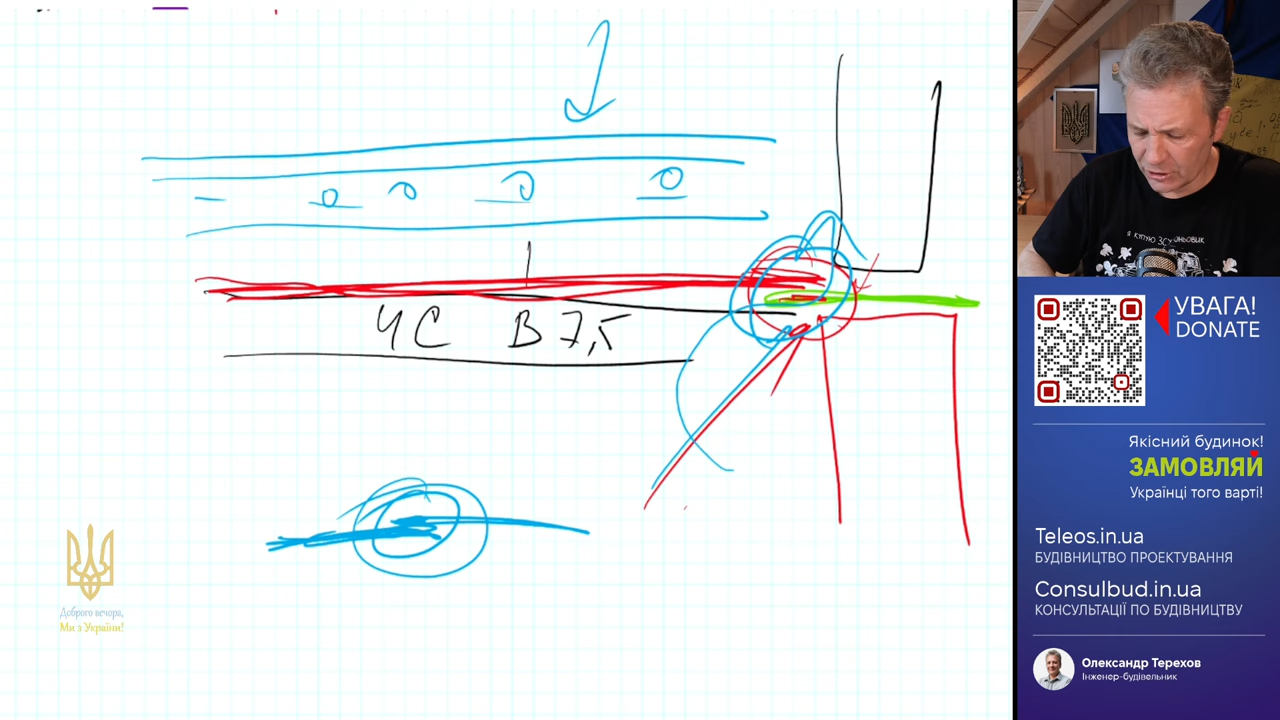 ЧС В7,5
Доброго вечора,
Ми з України!
УВАГА!
DONATE
Якісний будинок!
ЗАМОВЛЯЙ
Українці того варті!
Teleos.in.ua
БУДІВНИЦТВО ПРОЕКТУВАННЯ
Consulbud.in.ua
КОНСУЛЬТАЦІЇ ПО БУДІВНИЦТВУ
Олександр Терехов
Інженер-будівельник